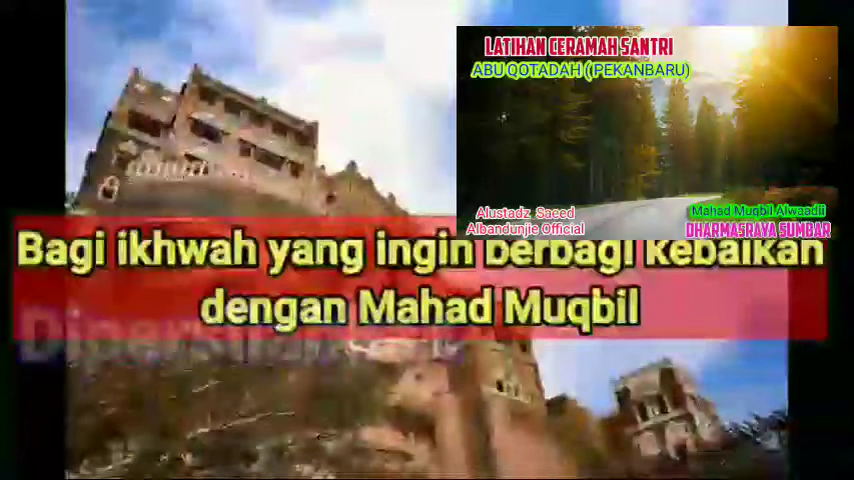 LATIHAN CERAMAH SANTRI
ABU QOTADAH (PEKANBARU)
Alustadz Saeed
Albandunjie Official
Mahad Muqbil Alwaadii
DHARMASRAYA SUMBAR
Bagi ikhwah yang ingin berbagi kebaikan
dengan Mahad Muqbil